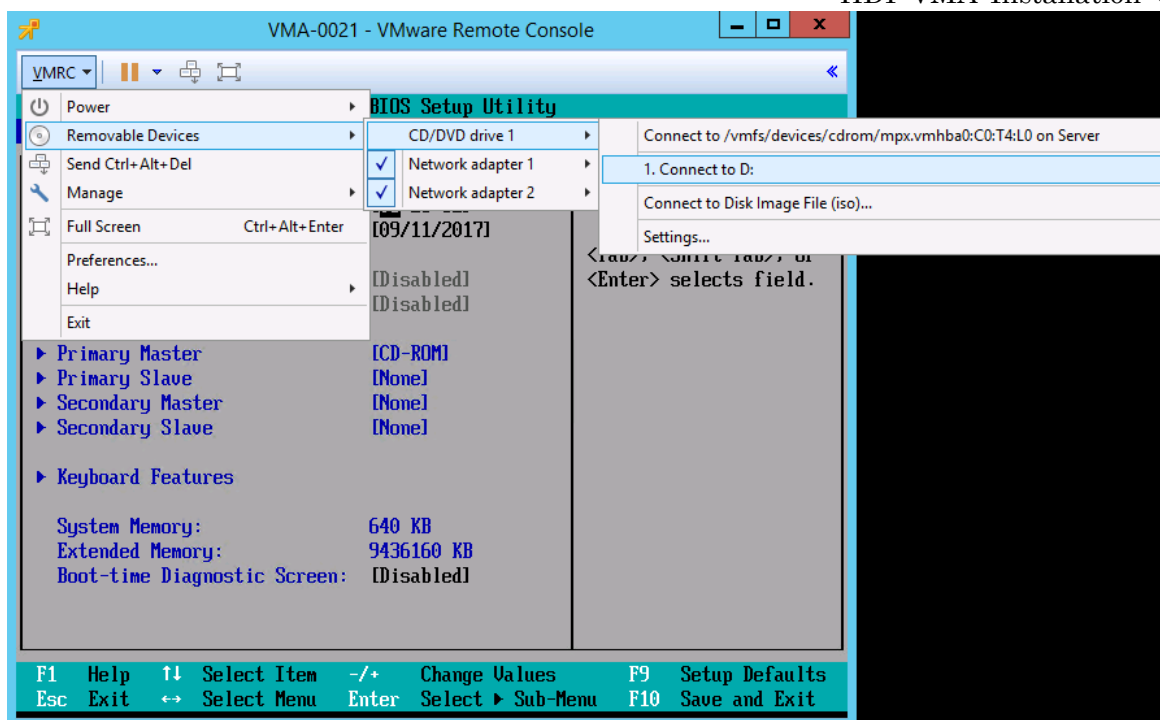 VMA-0021 - VMware Remote Console
VMRC
BIOS Setup Utility
Power
Removable Devices
Send Ctrl+Alt+Del
Manage
Full Screen Ctrl+Alt+Enter
Preferences...
Help
Exit
CD/DVD drive 1
Network adapter 1
Network adapter 2
Connect to /vmfs/devices/cdrom/mpx.vmhba0:C0:T4:L0 on Server
1. Connect to D:
Connect to Disk Image File (iso)...
Settings...
[09/11/2017]
<Enter> selects field.
[Disabled]
[Disabled]
Primary Master [CD-ROM]
Primary Slave [None]
Secondary Master [None]
Secondary Slave [None]
Keyboard Features
System Memory: 640 KB
Extended Memory: 9436160 KB
Boot-time Diagnostic Screen: [Disabled]
F1 Help ↑↓ Select Item -/+ Change Values F9 Setup Defaults
Esc Exit ↔ Select Menu Enter Select ▶ Sub-Menu F10 Save and Exit